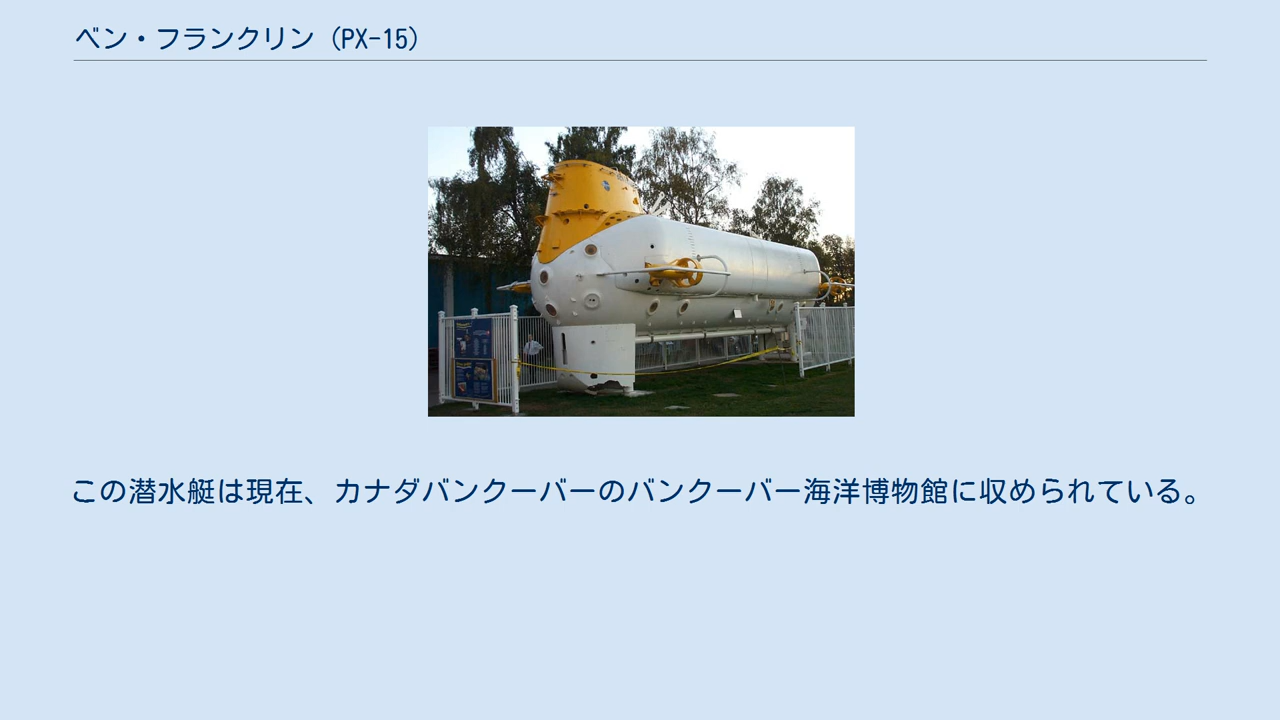 ベン・フランクリン（PX-15）
この潜水艇は現在、カナダバンクーバーのバンクーバー海洋博物館に収められている。